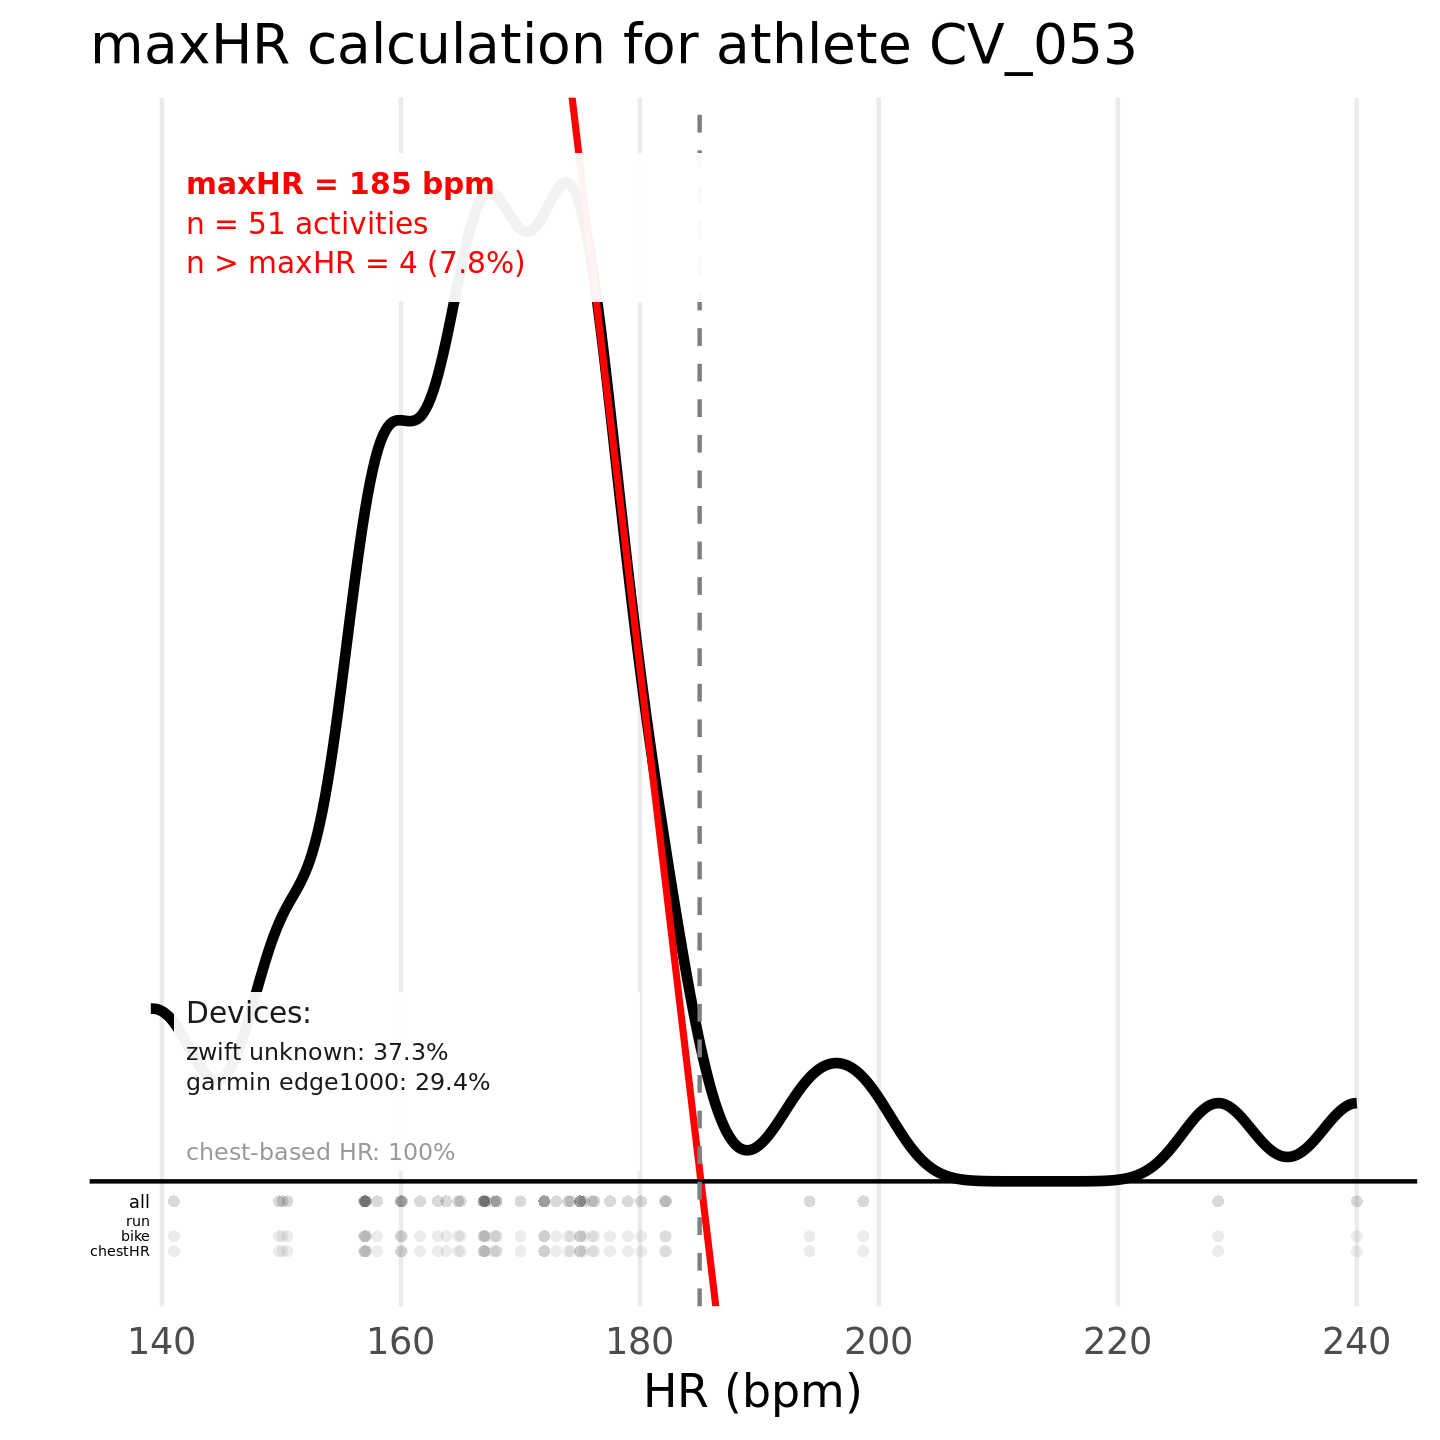 maxHR calculation for athlete CV_053
maxHR = 185 bpm
n = 51 activities
n > maxHR = 4 (7.8%)
Devices:
zwift unknown: 37.3%
garmin edge1000: 29.4%
chest-based HR: 100%
all
run
bike
chestHR
140 160 180 200 220 240
HR (bpm)